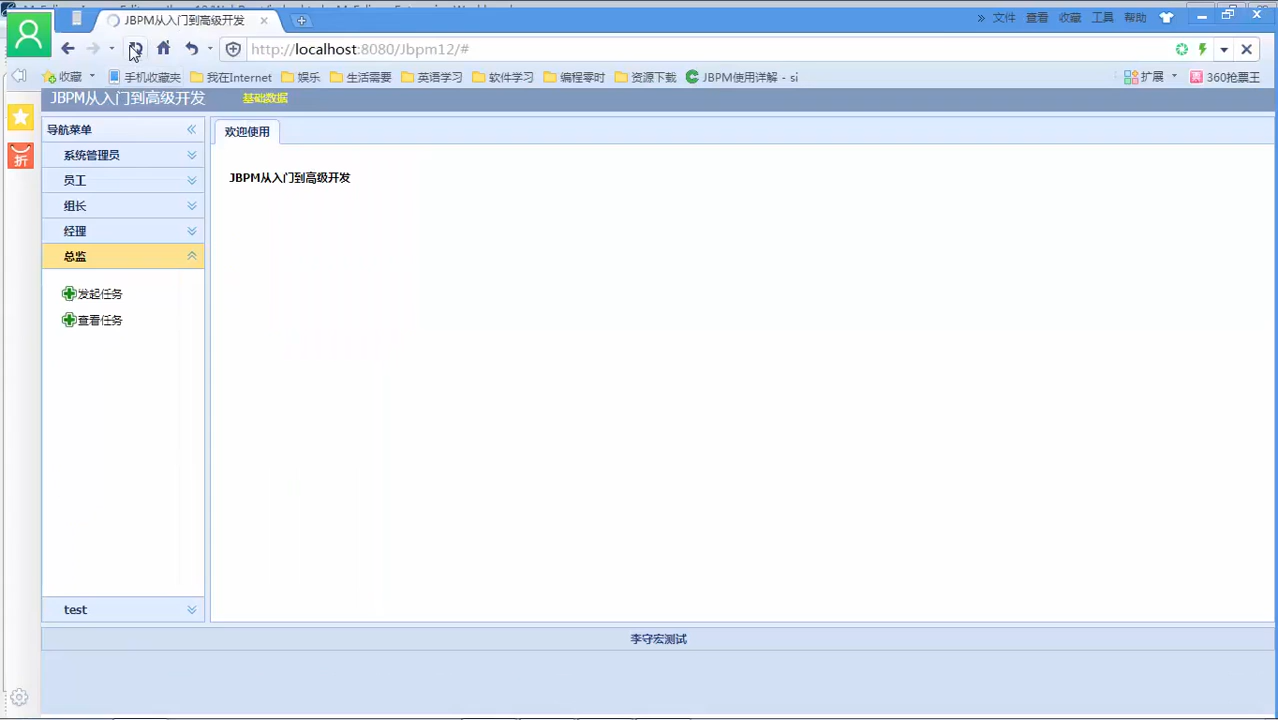 JBPM从入门到高级开发
文件 查看 收藏 工具 帮助
http://localhost:8080/Jbpm12/#
收藏 手机收藏夹 我在Internet 娱乐 生活需要 英语学习 软件学习 编程零时 资源下载 JBPM使用详解 - si 扩展 360抢票王
JBPM从入门到高级开发 基础数据
折
导航菜单
欢迎使用
系统管理员
JBPM从入门到高级开发
员工
组长
经理
总监
发起任务
查看任务
test
李守宏测试